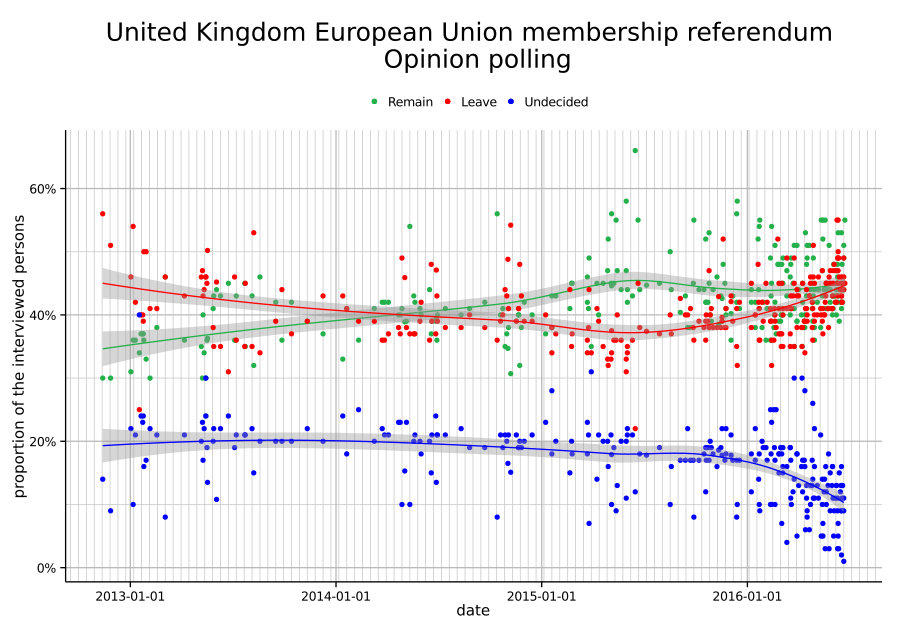 United Kingdom European Union membership referendum
Opinion polling
Remain Leave Undecided
proportion of the interviewed persons
60%
40%
20%
0%
2013-01-01 2014-01-01 2015-01-01 2016-01-01
date